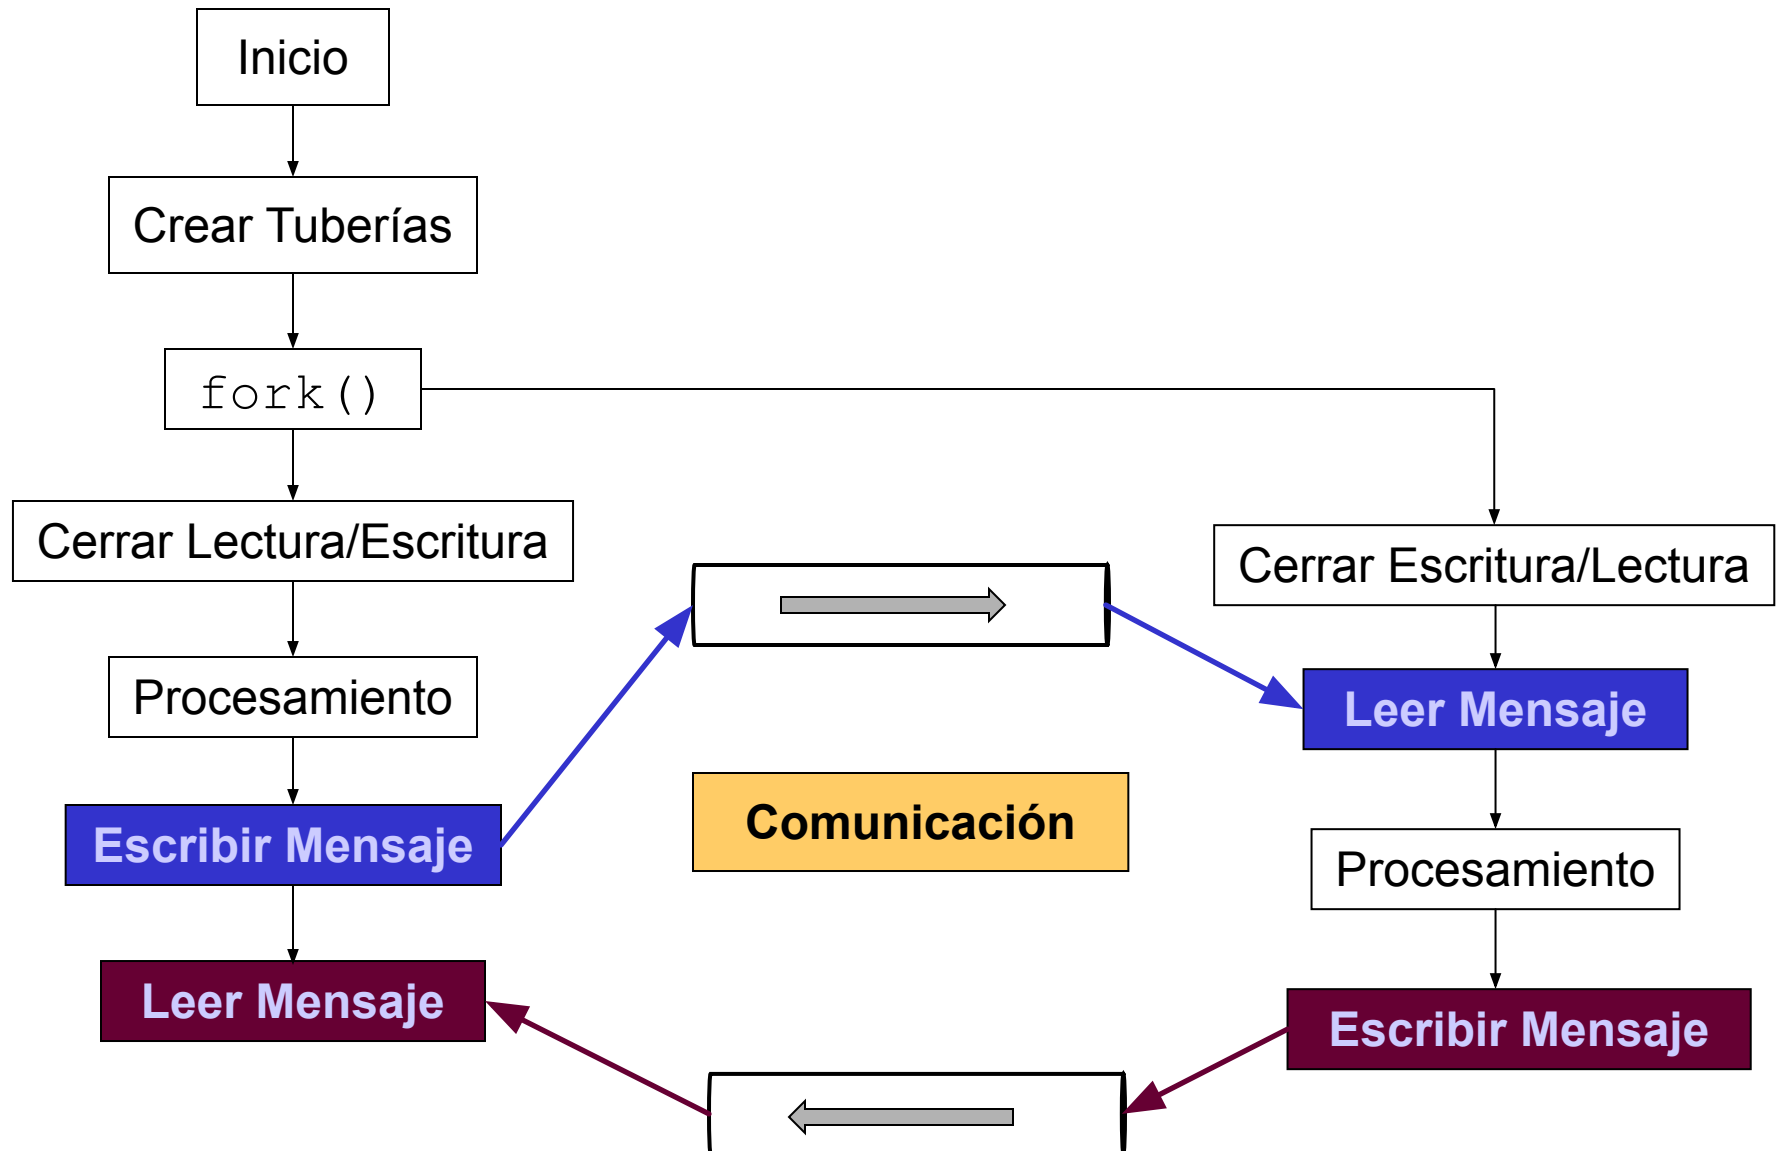 Inicio
Crear Tuberías
fork()
Cerrar Lectura/Escritura
Procesamiento
Escribir Mensaje
Leer Mensaje
Comunicación
Cerrar Escritura/Lectura
Leer Mensaje
Procesamiento
Escribir Mensaje